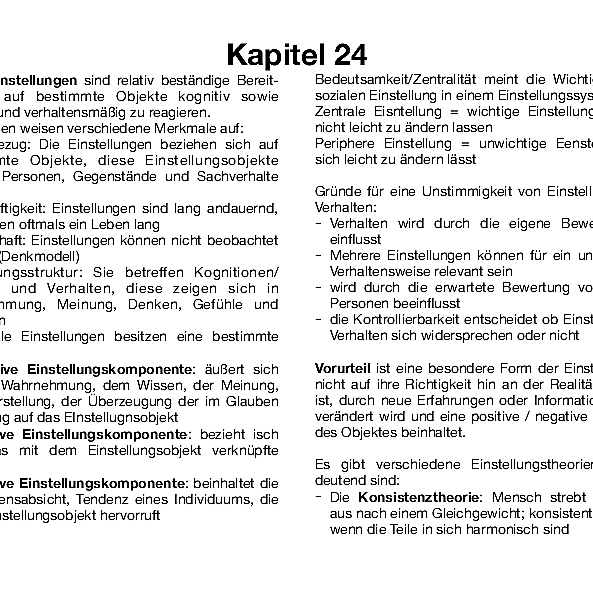 Kapitel 24
nstellungen sind relativ beständige Bereit-
auf bestimmte Objekte kognitiv sowie
und verhaltensmäßig zu reagieren.
en weisen verschiedene Merkmale auf:
ezug: Die Einstellungen beziehen sich auf
mte Objekte, diese Einstellungsobjekte
Personen, Gegenstände und Sachverhalte
ftigkeit: Einstellungen sind lang andauernd,
en oftmals ein Leben lang
haft: Einstellungen können nicht beobachtet
(Denkmodell)
ungsstruktur: Sie betreffen Kognitionen/
und Verhalten, diese zeigen sich in
hmung, Meinung, Denken, Gefühle und
n
le Einstellungen besitzen eine bestimmte
ive Einstellungskomponente: äußert sich
Wahrnehmung, dem Wissen, der Meinung,
rstellung, der Überzeugung der im Glauben
ug auf das EInstellugnsobjekt
ve Einstellungskomponente: bezieht isch
as mit dem Einstellungsobjekt verknüpfte
ve Einstellungskomponente: beinhaltet die
ensabsicht, Tendenz eines Individuums, die
nstellungsobjekt hervorruft
Bedeutsamkeit/Zentralität meint die Wichti
sozialen Einstellung in einem Einstellungssys
Zentrale Eisntellung = wichtige Einstellung
nicht leicht zu ändern lassen
Periphere Einstellung = unwichtige Eenste
sich leicht zu ändern lässt
Gründe für eine Unstimmigkeit von Einstell
Verhalten:
- Verhalten wird durch die eigene Bewe
einflusst
- Mehrere Einstellungen können für ein un
Verhaltensweise relevant sein
- wird durch die erwartete Bewertung vo
Personen beeinflusst
- die Kontrollierbarkeit entscheidet ob Einst
Verhalten sich widersprechen oder nicht
Vorurteil ist eine besondere Form der Einst
nicht auf ihre Richtigkeit hin an der Realitä
ist, durch neue Erfahrungen oder Informatio
verändert wird und eine positive / negative
des Objektes beinhaltet.
Es gibt verschiedene Einstellungstheorier
deutend sind:
- Die Konsistenztheorie: Mensch strebt
aus nach einem Gleichgewicht; konsistent
wenn die Teile in sich harmonisch sind